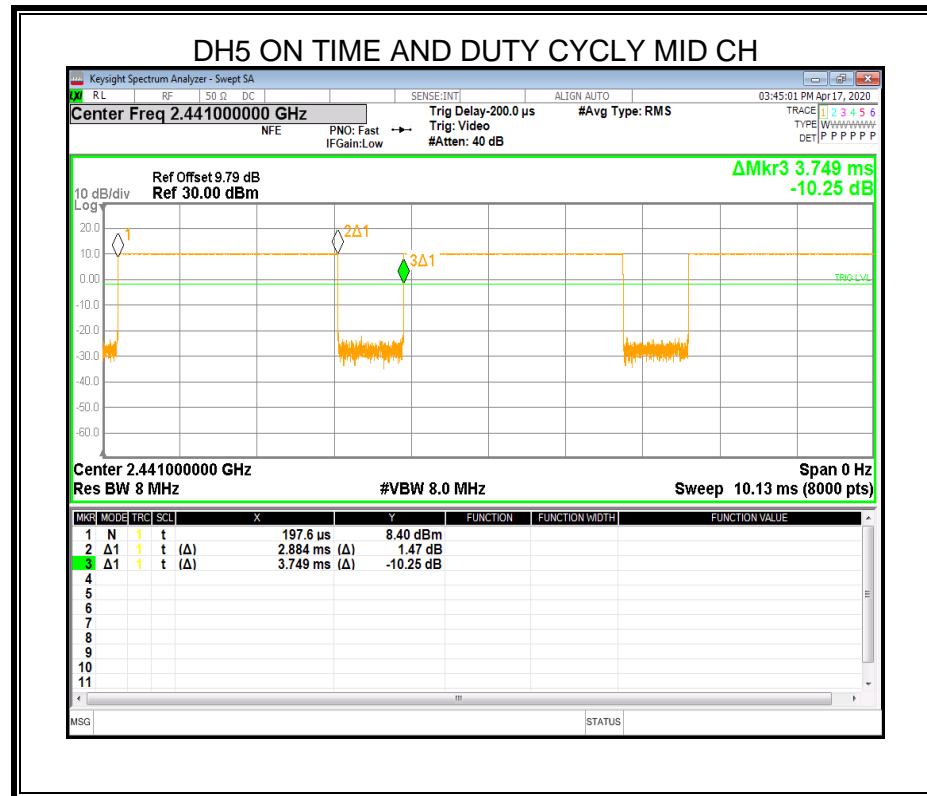 DH5 ON TIME AND DUTY CYCLY MID CH
Keysight Spectrum Analyzer - Swept SA
LXI RL RF 50 Ω DC SENSE:INT ALIGN AUTO 03:45:01 PM Apr 17, 2020
Center Freq 2.441000000 GHz
NFE
PNO: Fast
IFGain:Low
Trig Delay-200.0 µs
Trig: Video
#Atten: 40 dB
#Avg Type: RMS
TRACE 1 2 3 4 5 6
TYPE WWWWWW
DET P P P P P P
ΔMkr3 3.749 ms
-10.25 dB
Ref Offset 9.79 dB
10 dB/div Ref 30.00 dBm
Log
20.0
10.0
0.00
-10.0
-20.0
-30.0
-40.0
-50.0
-60.0
1
2Δ1
3Δ1
TRIG LVL
Center 2.441000000 GHz Span 0 Hz
Res BW 8 MHz #VBW 8.0 MHz Sweep 10.13 ms (8000 pts)
MKR MODE TRC SCL X Y FUNCTION FUNCTION WIDTH FUNCTION VALUE
1 N 1 t 197.6 µs 8.40 dBm
2 Δ1 1 t (Δ) 2.884 ms (Δ) 1.47 dB
3 Δ1 1 t (Δ) 3.749 ms (Δ) -10.25 dB
4
5
6
7
8
9
10
11
MSG STATUS